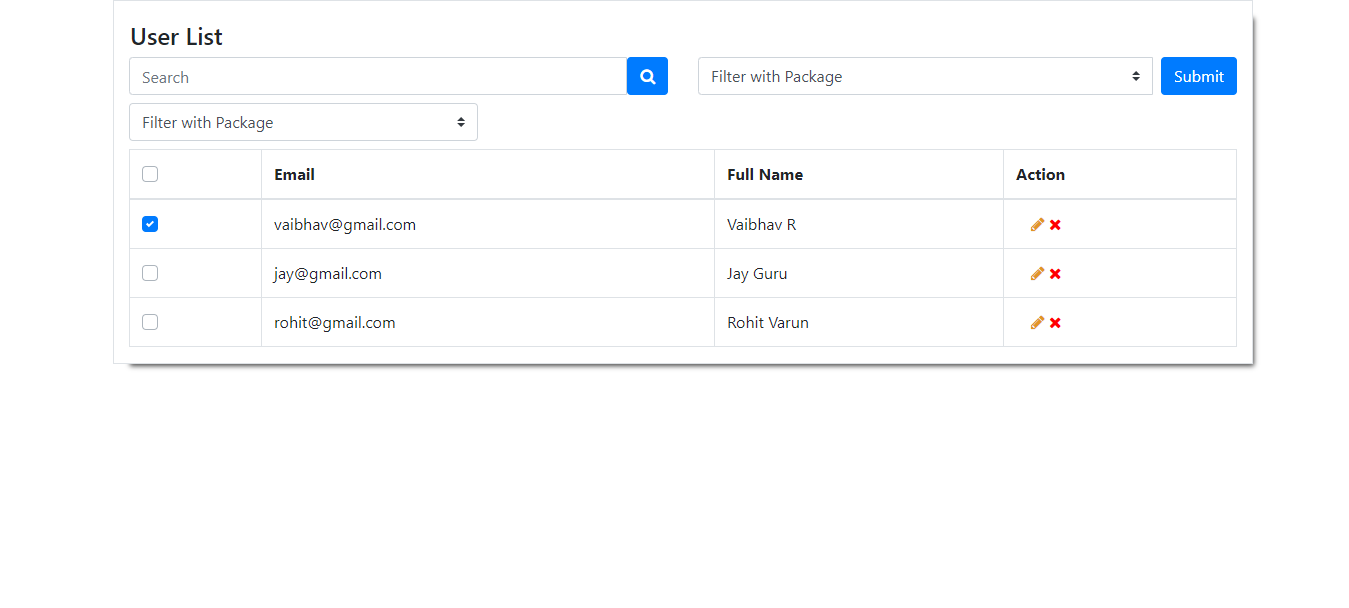 User List
Search
Filter with Package
Submit
Filter with Package
Email Full Name Action
vaibhav@gmail.com Vaibhav R
jay@gmail.com Jay Guru
rohit@gmail.com Rohit Varun